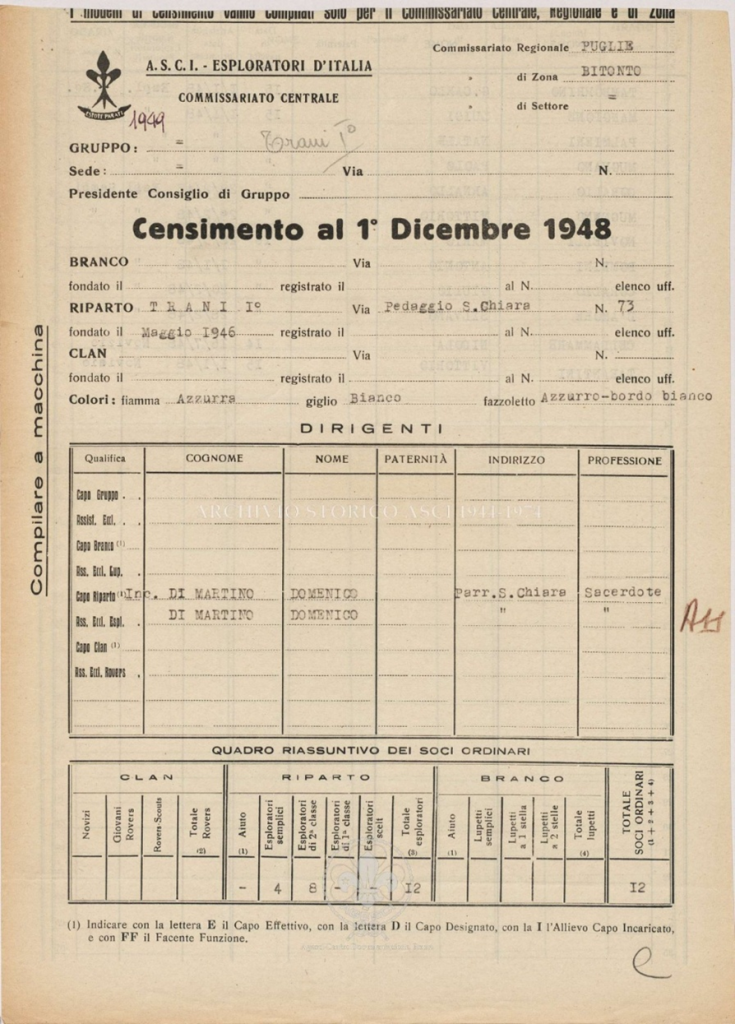 I moduli di Censimento vanno compilati solo per il Commissariato Centrale, Regionale e di Zona
A.S.C.I. - ESPLORATORI D'ITALIA
COMMISSARIATO CENTRALE
ESTOTE PARATI
1949
Commissariato Regionale PUGLIE
" di Zona BITONTO
" di Settore =
GRUPPO: = Trani I°
Sede: = Via N.
Presidente Consiglio di Gruppo
Censimento al 1° Dicembre 1948
BRANCO Via N.
fondato il registrato il al N. elenco uff.
RIPARTO TRANI I° Via Pedaggio S.Chiara N. 73
fondato il Maggio 1946 registrato il al N. elenco uff.
CLAN Via N.
fondato il registrato il al N. elenco uff.
Colori: fiamma Azzurra giglio Bianco fazzoletto Azzurro-bordo bianco
Compilare a macchina
DIRIGENTI
Qualifica COGNOME NOME PATERNITÀ INDIRIZZO PROFESSIONE
Capo Gruppo
ARCHIVIO STORICO ASCI 1944-1974
Assist. Eccl.
Capo Branco (1)
Ass. Eccl. Lup.
Capo Riparto (1) Inc. DI MARTINO DOMENICO Parr.S.Chiara Sacerdote
Ass. Eccl. Espl. DI MARTINO DOMENICO " "
Ass
Capo Clan (1)
Ass. Eccl. Rovers
QUADRO RIASSUNTIVO DEI SOCI ORDINARI
CLAN RIPARTO BRANCO TOTALE SOCI ORDINARI (1+2+3+4)
Novizi Giovani Rovers Rovers-Scouts Totale Rovers (2) Aiuto (1) Esploratori semplici Esploratori di 2ª classe Esploratori di 1ª classe Esploratori scelti Totale esploratori (3) Aiuto (1) Lupetti semplici Lupetti a 1 stella Lupetti a 2 stelle Totale lupetti (4)
- 4 8 - - I2 I2
(1) Indicare con la lettera E il Capo Effettivo, con la lettera D il Capo Designato, con la I l'Allievo Capo Incaricato,
e con FF il Facente Funzione.
e